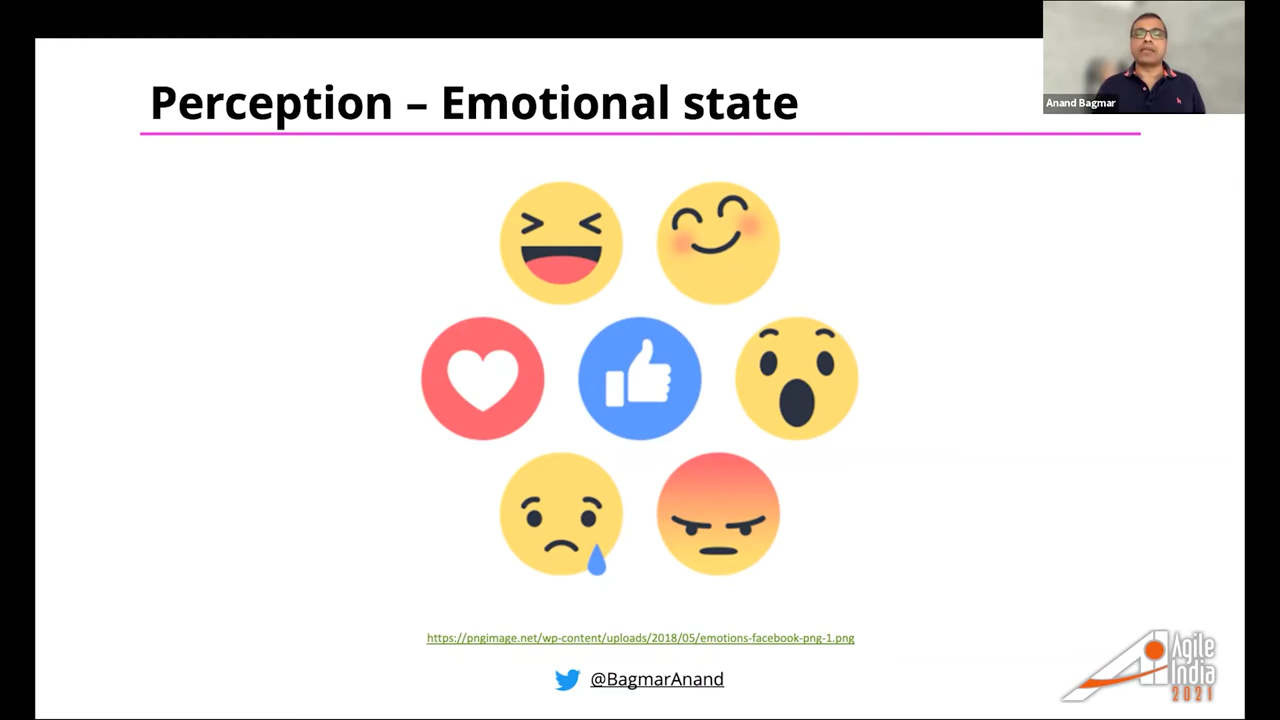 Perception – Emotional state
Anand Bagmar
https://pngimage.net/wp-content/uploads/2018/05/emotions-facebook-png-1.png
@BagmarAnand
Agile
India
2021